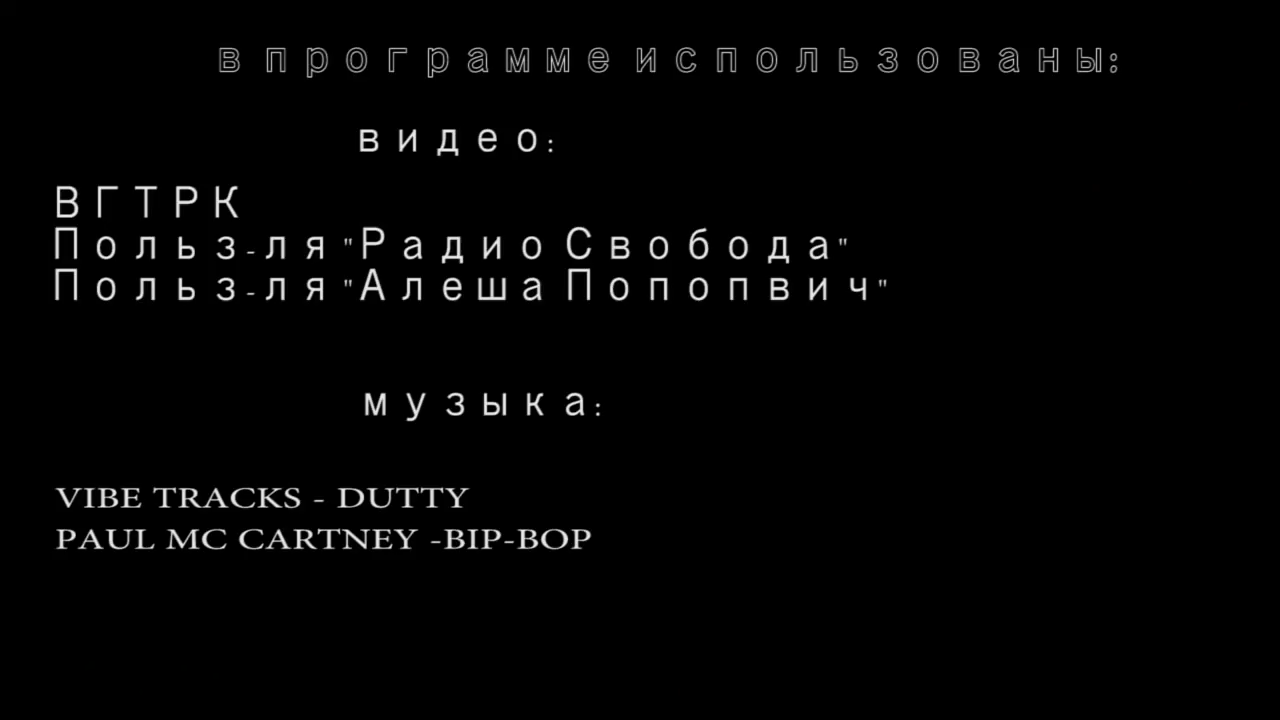 в программе использованы:
видео:
ВГТРК
Польз-ля "Радио Свобода"
Польз-ля "Алеша Попопвич"
музыка:
VIBE TRACKS - DUTTY
PAUL MC CARTNEY -BIP-BOP